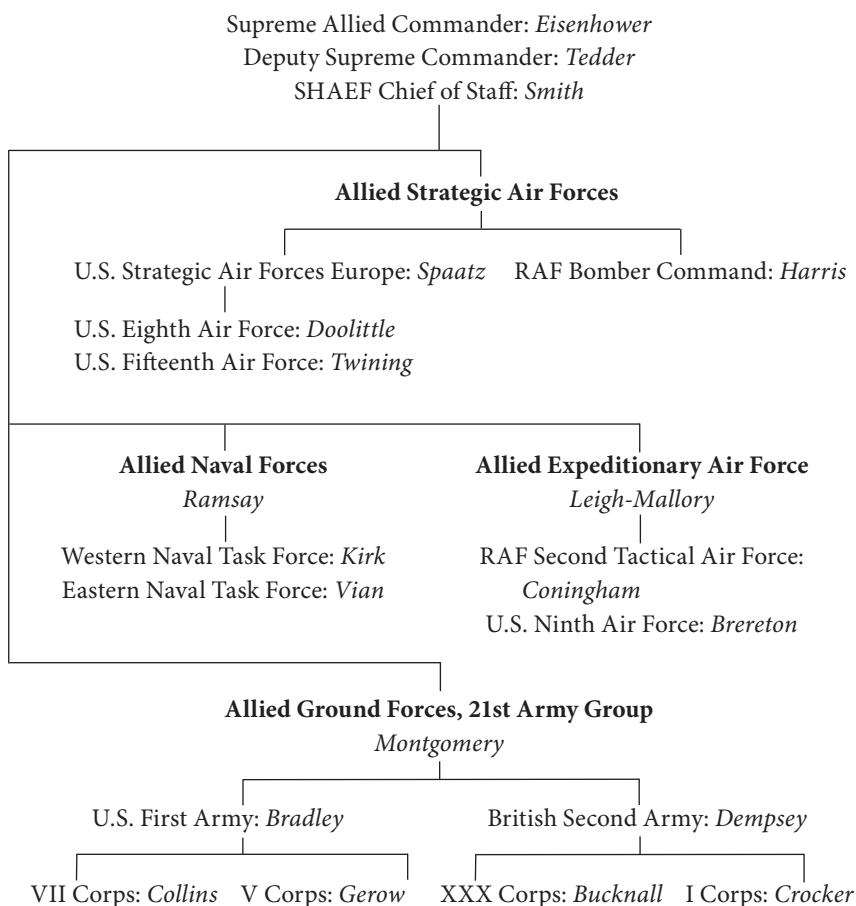 Supreme Allied Commander: Eisenhower
Deputy Supreme Commander: Tedder
SHAEF Chief of Staff: Smith
Allied Strategic Air Forces
U.S. Strategic Air Forces Europe: Spaatz
RAF Bomber Command: Harris
U.S. Eighth Air Force: Doolittle
U.S. Fifteenth Air Force: Twining
Allied Naval Forces
Ramsay
Western Naval Task Force: Kirk
Eastern Naval Task Force: Vian
Allied Expeditionary Air Force
Leigh-Mallory
RAF Second Tactical Air Force:
Coningham
U.S. Ninth Air Force: Brereton
Allied Ground Forces, 21st Army Group
Montgomery
U.S. First Army: Bradley
British Second Army: Dempsey
VII Corps: Collins
V Corps: Gerow
XXX Corps: Bucknall
I Corps: Crocker